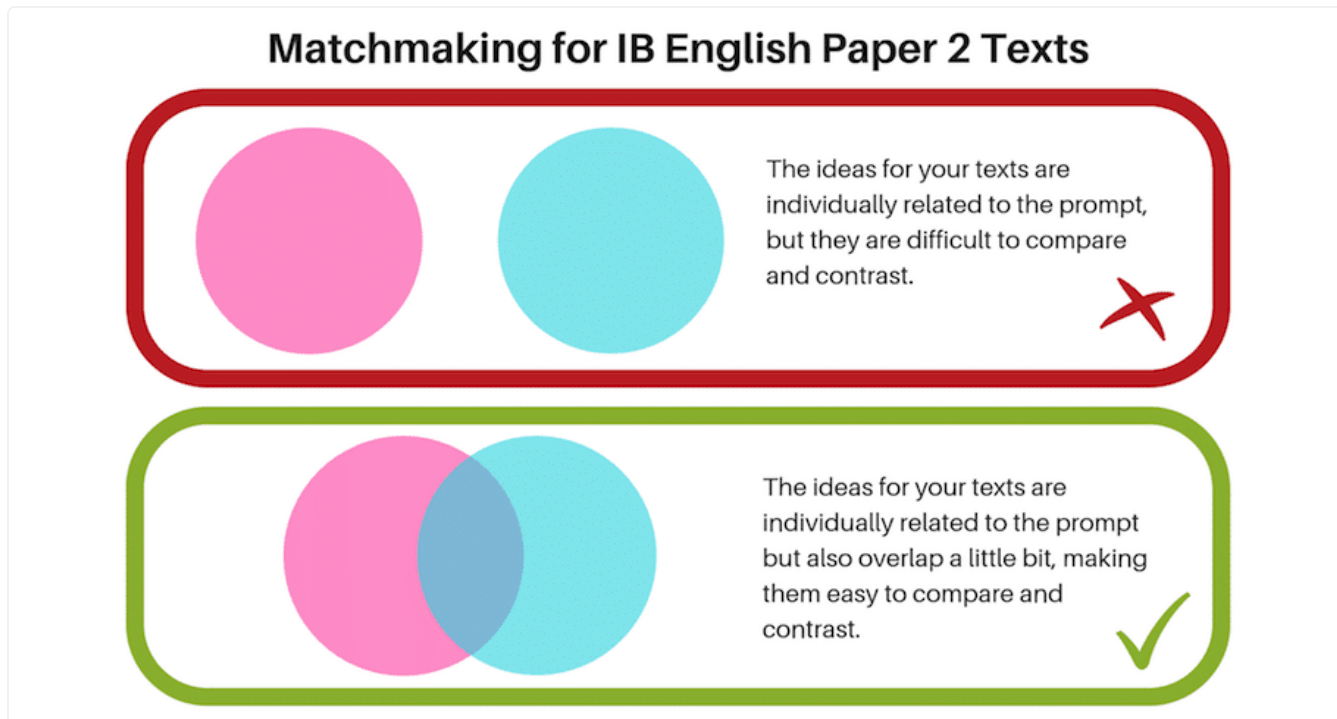 Matchmaking for IB English Paper 2 Texts
The ideas for your texts are
individually related to the prompt,
but they are difficult to compare
and contrast.
The ideas for your texts are
individually related to the prompt
but also overlap a little bit, making
them easy to compare and
contrast.